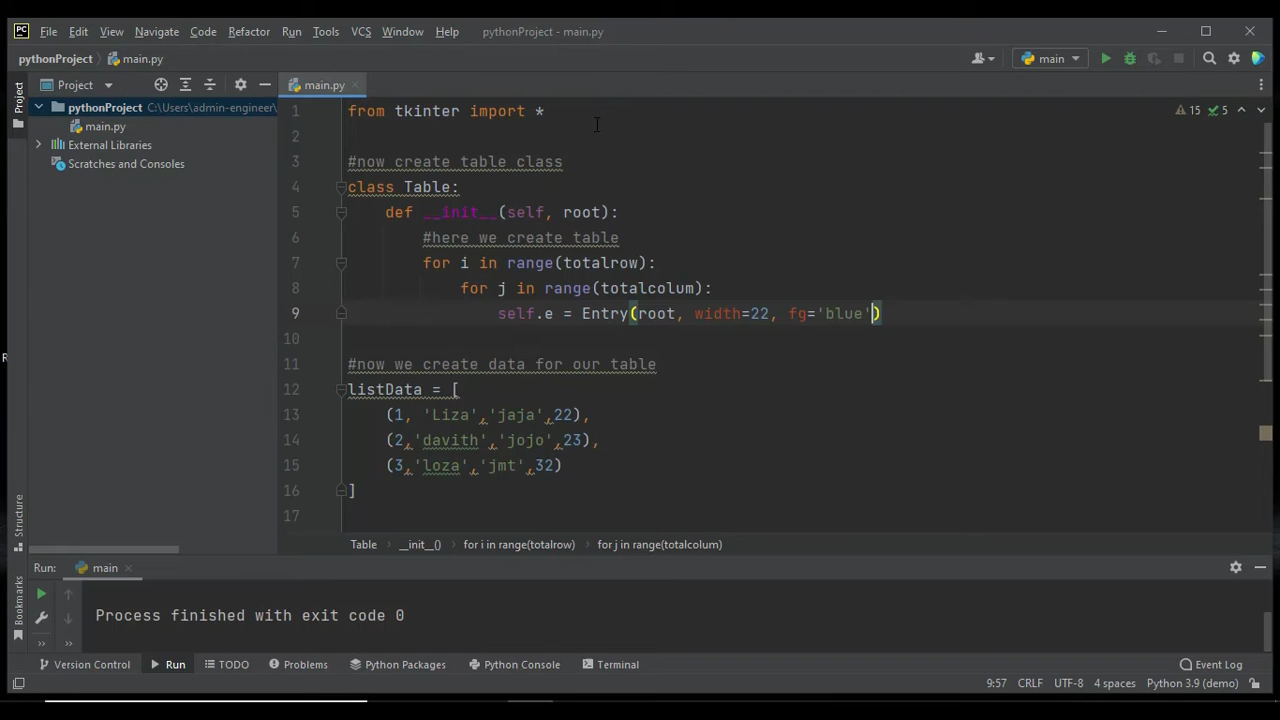 PC File Edit View Navigate Code Refactor Run Tools VCS Window Help pythonProject - main.py
pythonProject main.py main
Project Project main.py
pythonProject C:\Users\admin-engineer\
main.py
External Libraries
Scratches and Consoles
15 5
1 from tkinter import *
2
3 #now create table class
4 class Table:
5 def __init__(self, root):
6 #here we create table
7 for i in range(totalrow):
8 for j in range(totalcolum):
9 self.e = Entry(root, width=22, fg='blue')
10
11 #now we create data for our table
12 listData = [
13 (1, 'Liza','jaja',22),
14 (2,'davith','jojo',23),
15 (3,'loza','jmt',32)
16 ]
17
Structure
Bookmarks
Table __init__() for i in range(totalrow) for j in range(totalcolum)
Run: main
Process finished with exit code 0
Version Control Run TODO Problems Python Packages Python Console Terminal Event Log
9:57 CRLF UTF-8 4 spaces Python 3.9 (demo)